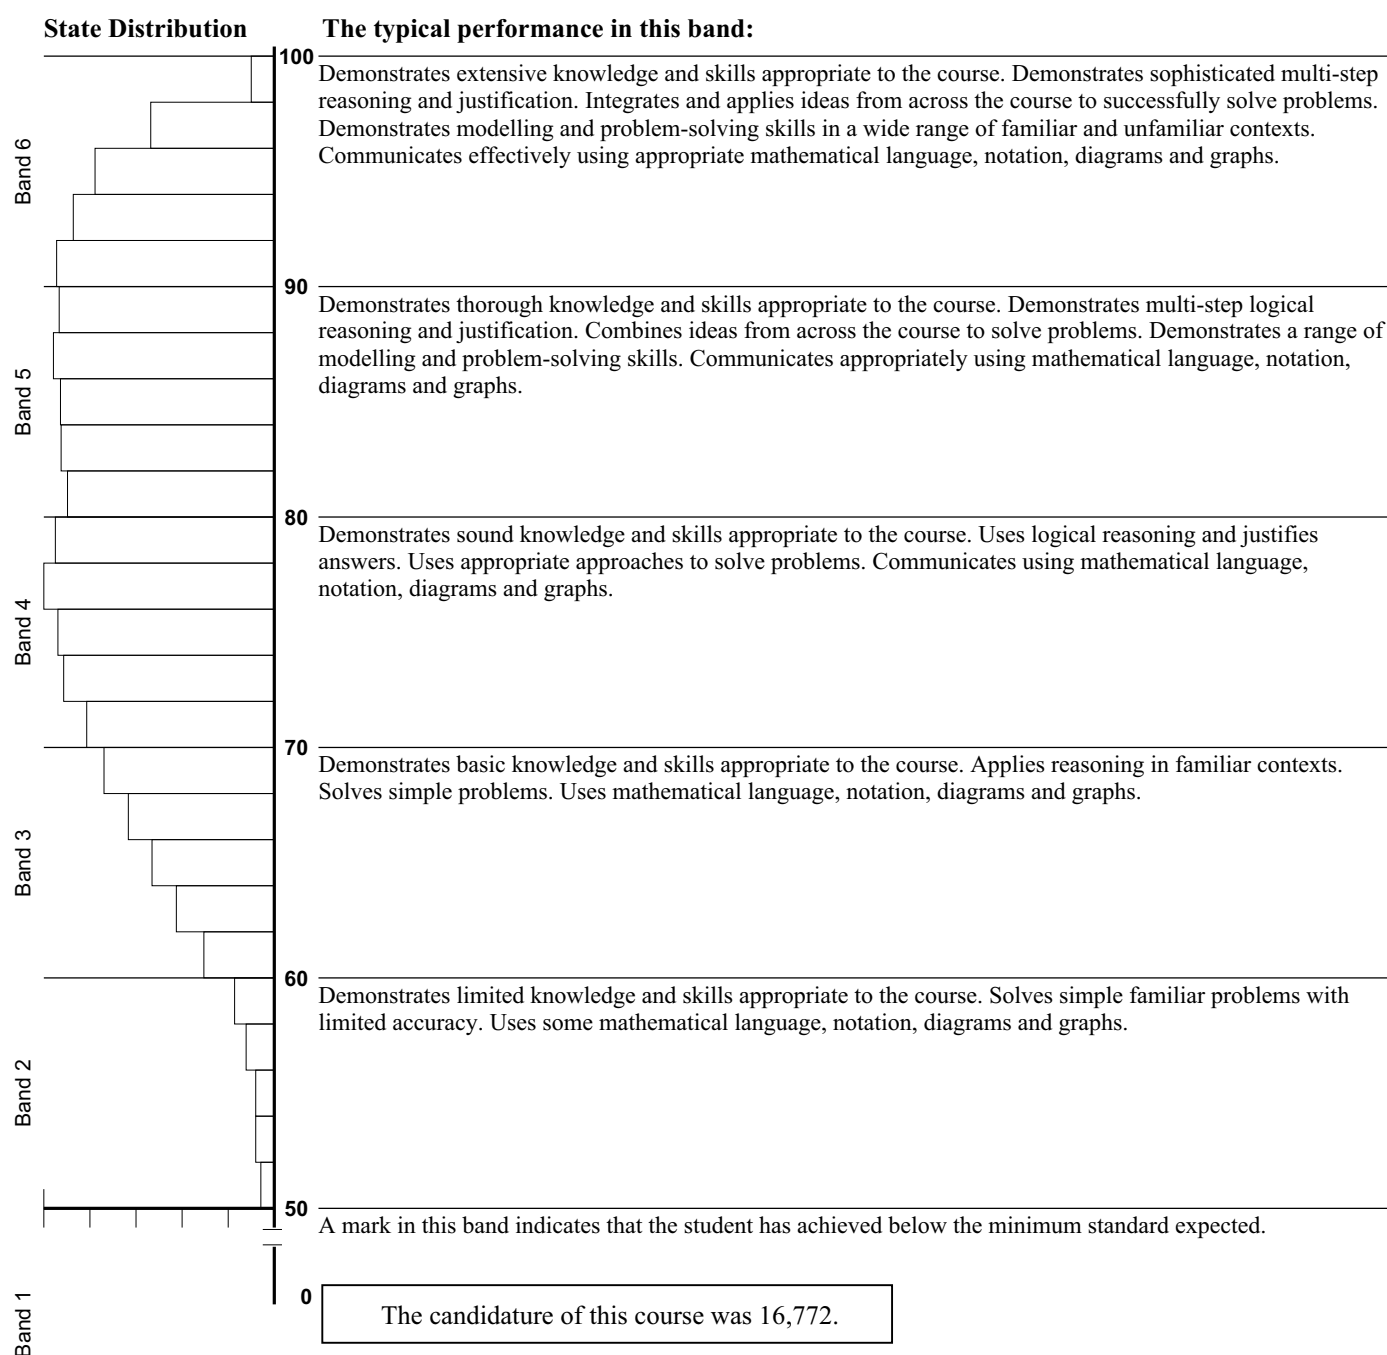 State Distribution
The typical performance in this band:
100
Demonstrates extensive knowledge and skills appropriate to the course. Demonstrates sophisticated multi-step
reasoning and justification. Integrates and applies ideas from across the course to successfully solve problems.
Demonstrates modelling and problem-solving skills in a wide range of familiar and unfamiliar contexts.
Communicates effectively using appropriate mathematical language, notation, diagrams and graphs.
Band 6
90
Demonstrates thorough knowledge and skills appropriate to the course. Demonstrates multi-step logical
reasoning and justification. Combines ideas from across the course to solve problems. Demonstrates a range of
modelling and problem-solving skills. Communicates appropriately using mathematical language, notation,
diagrams and graphs.
Band 5
80
Demonstrates sound knowledge and skills appropriate to the course. Uses logical reasoning and justifies
answers. Uses appropriate approaches to solve problems. Communicates using mathematical language,
notation, diagrams and graphs.
Band 4
70
Demonstrates basic knowledge and skills appropriate to the course. Applies reasoning in familiar contexts.
Solves simple problems. Uses mathematical language, notation, diagrams and graphs.
Band 3
60
Demonstrates limited knowledge and skills appropriate to the course. Solves simple familiar problems with
limited accuracy. Uses some mathematical language, notation, diagrams and graphs.
Band 2
50
A mark in this band indicates that the student has achieved below the minimum standard expected.
0
Band 1
The candidature of this course was 16,772.